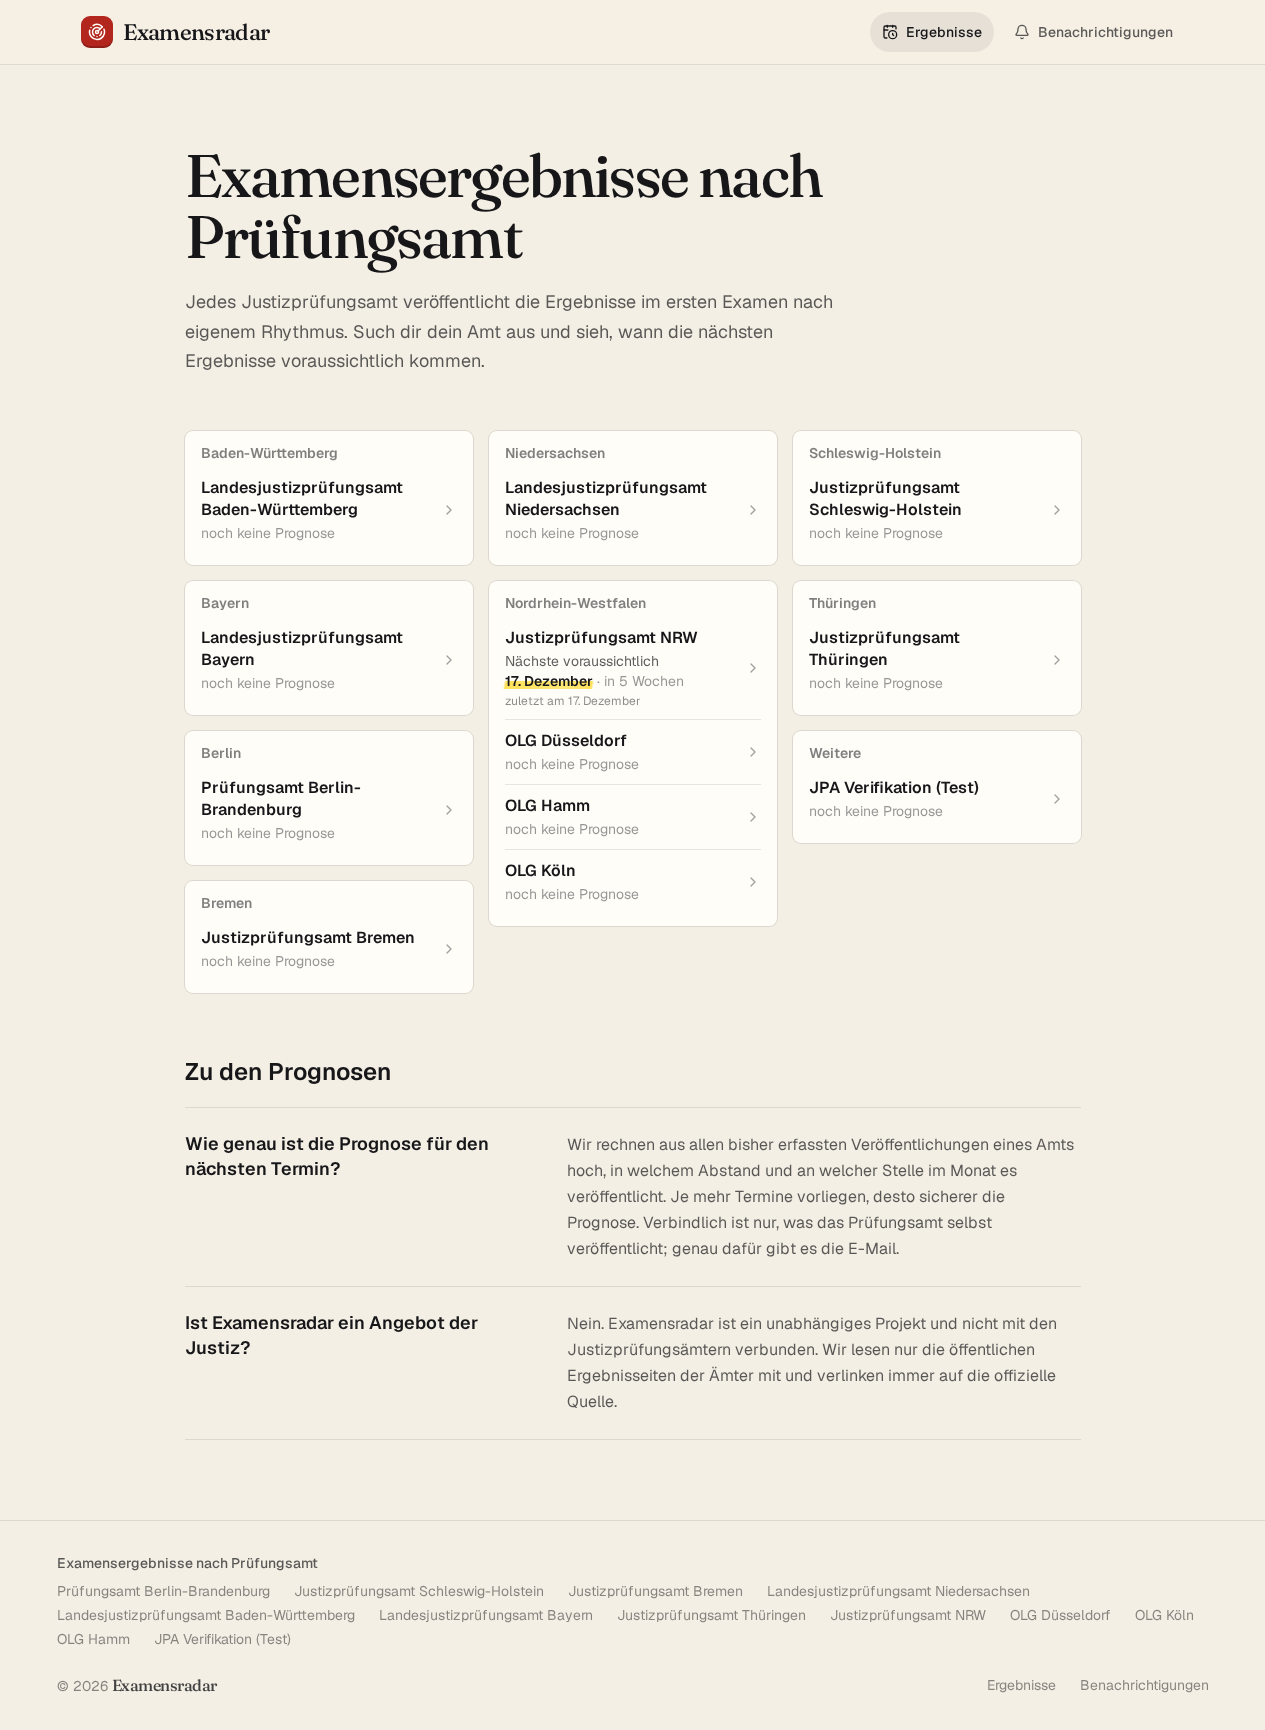 Examensradar
Ergebnisse
Benachrichtigungen
Examensergebnisse nach
Prüfungsamt
Jedes Justizprüfungsamt veröffentlicht die Ergebnisse im ersten Examen nach
eigenem Rhythmus. Such dir dein Amt aus und sieh, wann die nächsten
Ergebnisse voraussichtlich kommen.
Baden-Württemberg
Landesjustizprüfungsamt
Baden-Württemberg
noch keine Prognose
Bayern
Landesjustizprüfungsamt
Bayern
noch keine Prognose
Berlin
Prüfungsamt Berlin-
Brandenburg
noch keine Prognose
Bremen
Justizprüfungsamt Bremen
noch keine Prognose
Niedersachsen
Landesjustizprüfungsamt
Niedersachsen
noch keine Prognose
Nordrhein-Westfalen
Justizprüfungsamt NRW
Nächste voraussichtlich
17. Dezember · in 5 Wochen
zuletzt am 17. Dezember
OLG Düsseldorf
noch keine Prognose
OLG Hamm
noch keine Prognose
OLG Köln
noch keine Prognose
Schleswig-Holstein
Justizprüfungsamt
Schleswig-Holstein
noch keine Prognose
Thüringen
Justizprüfungsamt
Thüringen
noch keine Prognose
Weitere
JPA Verifikation (Test)
noch keine Prognose
Zu den Prognosen
Wie genau ist die Prognose für den
nächsten Termin?
Wir rechnen aus allen bisher erfassten Veröffentlichungen eines Amts
hoch, in welchem Abstand und an welcher Stelle im Monat es
veröffentlicht. Je mehr Termine vorliegen, desto sicherer die
Prognose. Verbindlich ist nur, was das Prüfungsamt selbst
veröffentlicht; genau dafür gibt es die E-Mail.
Ist Examensradar ein Angebot der
Justiz?
Nein. Examensradar ist ein unabhängiges Projekt und nicht mit den
Justizprüfungsämtern verbunden. Wir lesen nur die öffentlichen
Ergebnisseiten der Ämter mit und verlinken immer auf die offizielle
Quelle.
Examensergebnisse nach Prüfungsamt
Prüfungsamt Berlin-Brandenburg Justizprüfungsamt Schleswig-Holstein Justizprüfungsamt Bremen Landesjustizprüfungsamt Niedersachsen
Landesjustizprüfungsamt Baden-Württemberg Landesjustizprüfungsamt Bayern Justizprüfungsamt Thüringen Justizprüfungsamt NRW OLG Düsseldorf OLG Köln
OLG Hamm JPA Verifikation (Test)
© 2026 Examensradar
Ergebnisse Benachrichtigungen